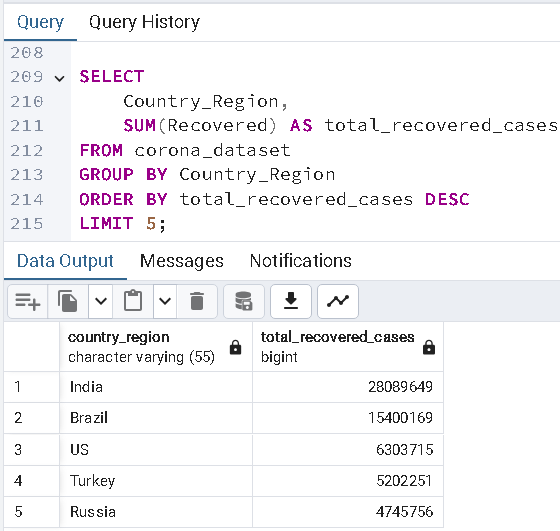 Query Query History
208
209 SELECT
210 Country_Region,
211 SUM(Recovered) AS total_recovered_cases
212 FROM corona_dataset
213 GROUP BY Country_Region
214 ORDER BY total_recovered_cases DESC
215 LIMIT 5;
Data Output Messages Notifications
country_region total_recovered_cases
character varying (55) bigint
1 India 28089649
2 Brazil 15400169
3 US 6303715
4 Turkey 5202251
5 Russia 4745756